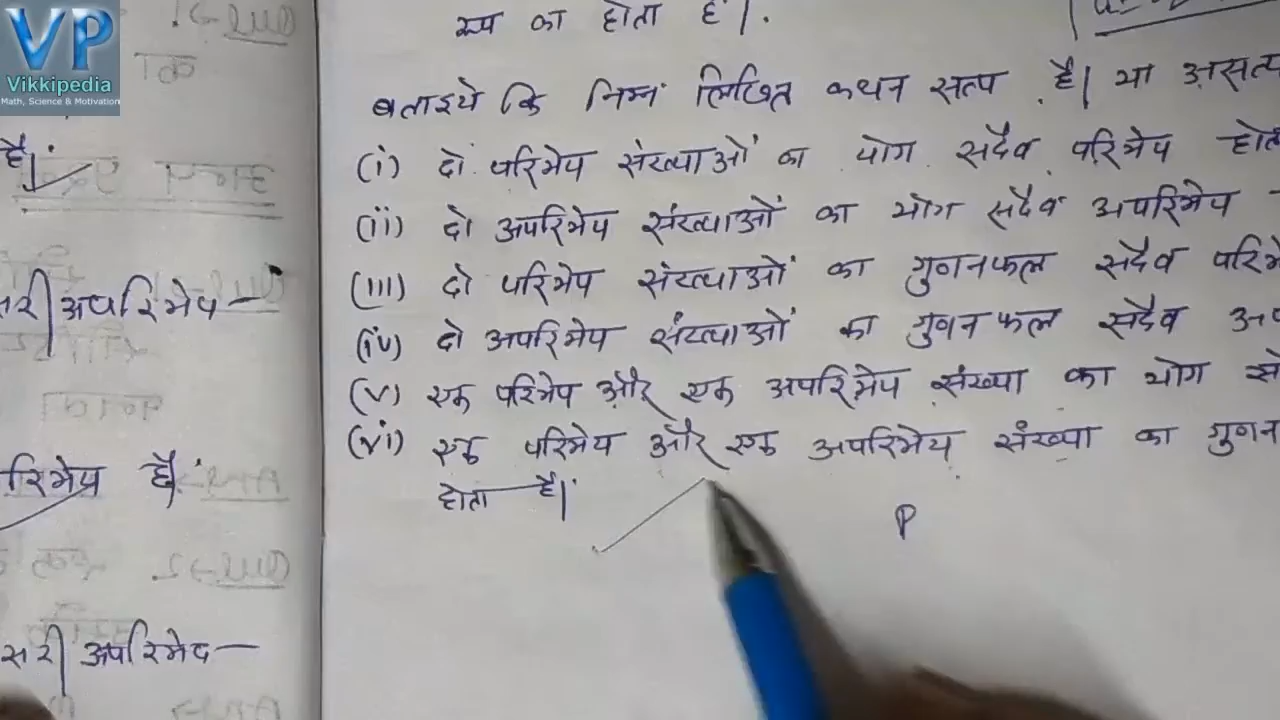 VP
Vikkipedia
Math, Science & Motivation
रूप का होता है।
बताइये कि निम्न लिखित कथन सत्य है। या असत्य
(i) दो परिमेय संख्याओं का योग सदैव परिमेय होता
(ii) दो अपरिमेय संख्याओं का योग सदैव अपरिमेय
(iii) दो परिमेय संख्याओं का गुणनफल सदैव परिमे
(iv) दो अपरिमेय संख्याओं का गुणनफल सदैव अप
(v) एक परिमेय और एक अपरिमेय संख्या का योग स
(vi) एक परिमेय और एक अपरिमेय संख्या का गुणन
होता है।
P
है।
सरी अपरिमेय
रिमेय है।
सरी अपरिमेय